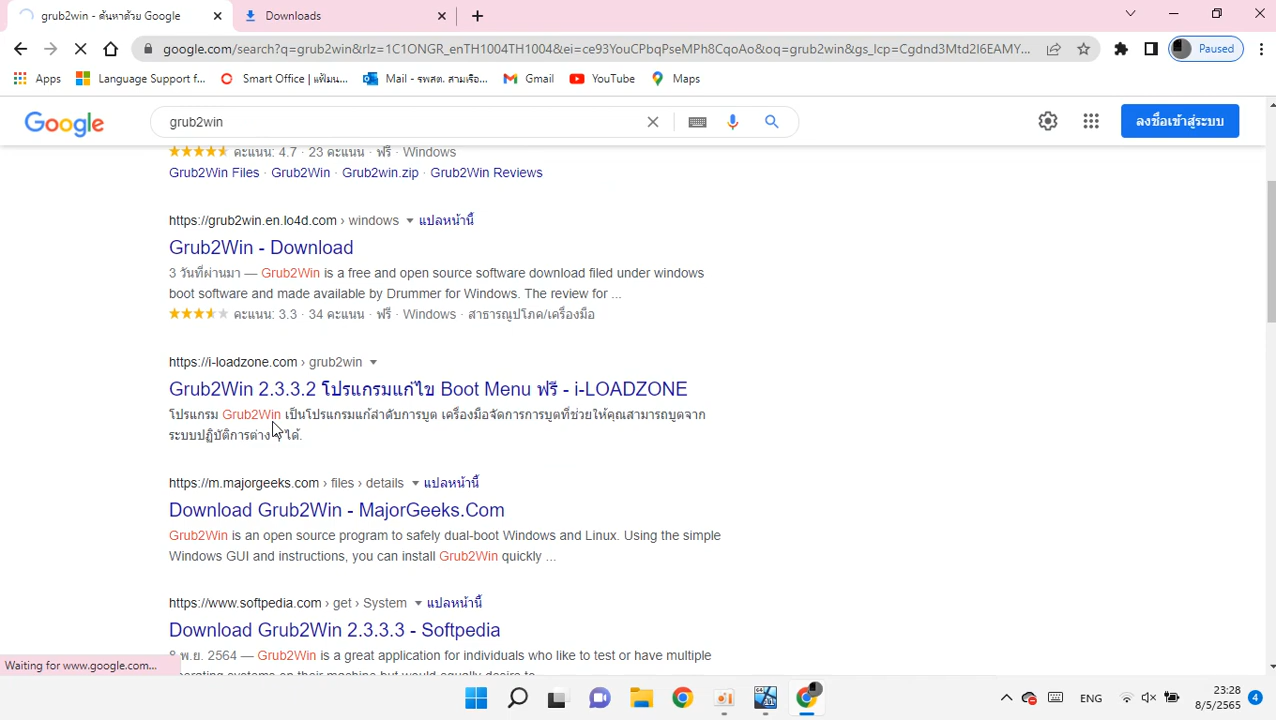 grub2win - ค้นหาด้วย Google
Downloads
google.com/search?q=grub2win&rlz=1C1ONGR_enTH1004TH1004&ei=ce93YouCPbqPseMPh8CqoAo&oq=grub2win&gs_lcp=Cgdnd3Mtd2l6EAMY...
Paused
Apps
Language Support f...
Smart Office | แฟ้ม...
Mail - รพสต. สามเรือ...
Gmail
YouTube
Maps
Google
grub2win
ลงชื่อเข้าสู่ระบบ
คะแนน: 4.7 · 23 คะแนน · ฟรี · Windows
Grub2Win Files · Grub2Win · Grub2win.zip · Grub2Win Reviews
https://grub2win.en.lo4d.com › windows แปลหน้านี้
Grub2Win - Download
3 วันที่ผ่านมา — Grub2Win is a free and open source software download filed under windows
boot software and made available by Drummer for Windows. The review for ...
คะแนน: 3.3 · 34 คะแนน · ฟรี · Windows · สาธารณูปโภค/เครื่องมือ
https://i-loadzone.com › grub2win
Grub2Win 2.3.3.2 โปรแกรมแก้ไข Boot Menu ฟรี - i-LOADZONE
โปรแกรม Grub2Win เป็นโปรแกรมแก้ลำดับการบูต เครื่องมือจัดการการบูตที่ช่วยให้คุณสามารถบูตจาก
ระบบปฏิบัติการต่าง ๆ ได้.
https://m.majorgeeks.com › files › details แปลหน้านี้
Download Grub2Win - MajorGeeks.Com
Grub2Win is an open source program to safely dual-boot Windows and Linux. Using the simple
Windows GUI and instructions, you can install Grub2Win quickly ...
https://www.softpedia.com › get › System แปลหน้านี้
Download Grub2Win 2.3.3.3 - Softpedia
8 พ.ย. 2564 — Grub2Win is a great application for individuals who like to test or have multiple
Waiting for www.google.com...
ENG
23:28
8/5/2565
4